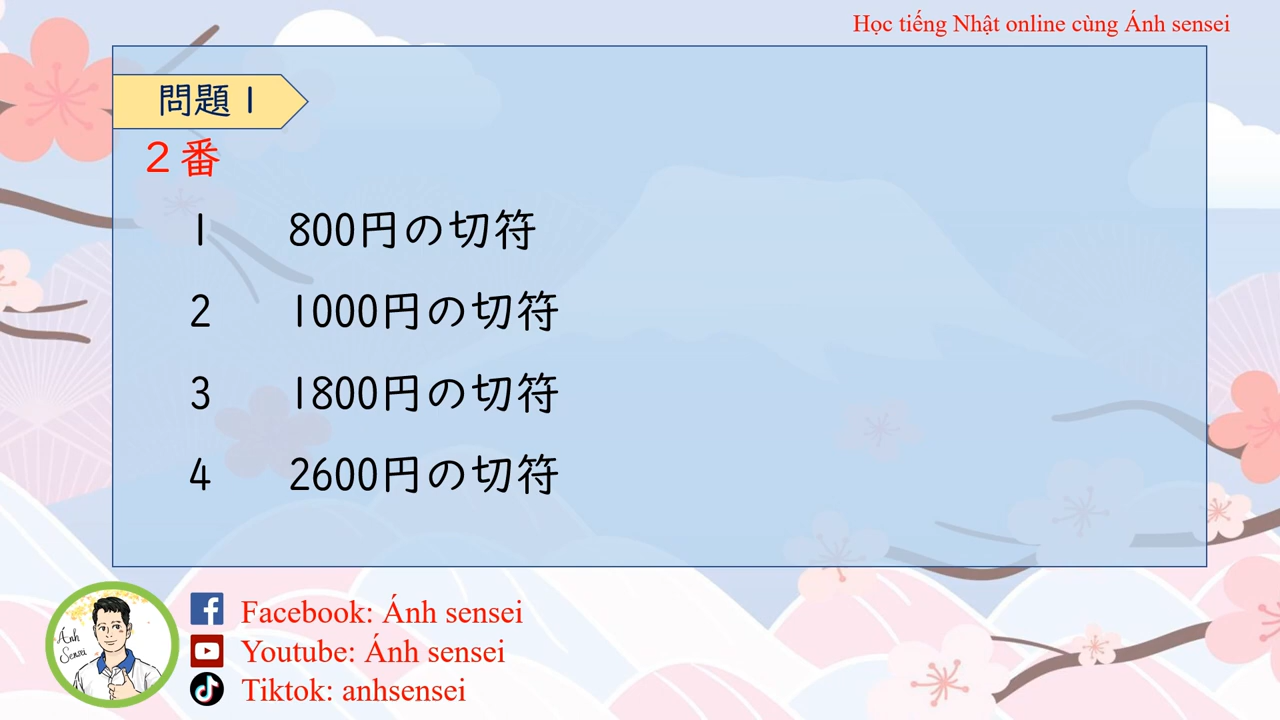 Học tiếng Nhật online cùng Ánh sensei
問題1
２番
1 800円の切符
2 1000円の切符
3 1800円の切符
4 2600円の切符
Ánh Sensei
Facebook: Ánh sensei
Youtube: Ánh sensei
Tiktok: anhsensei